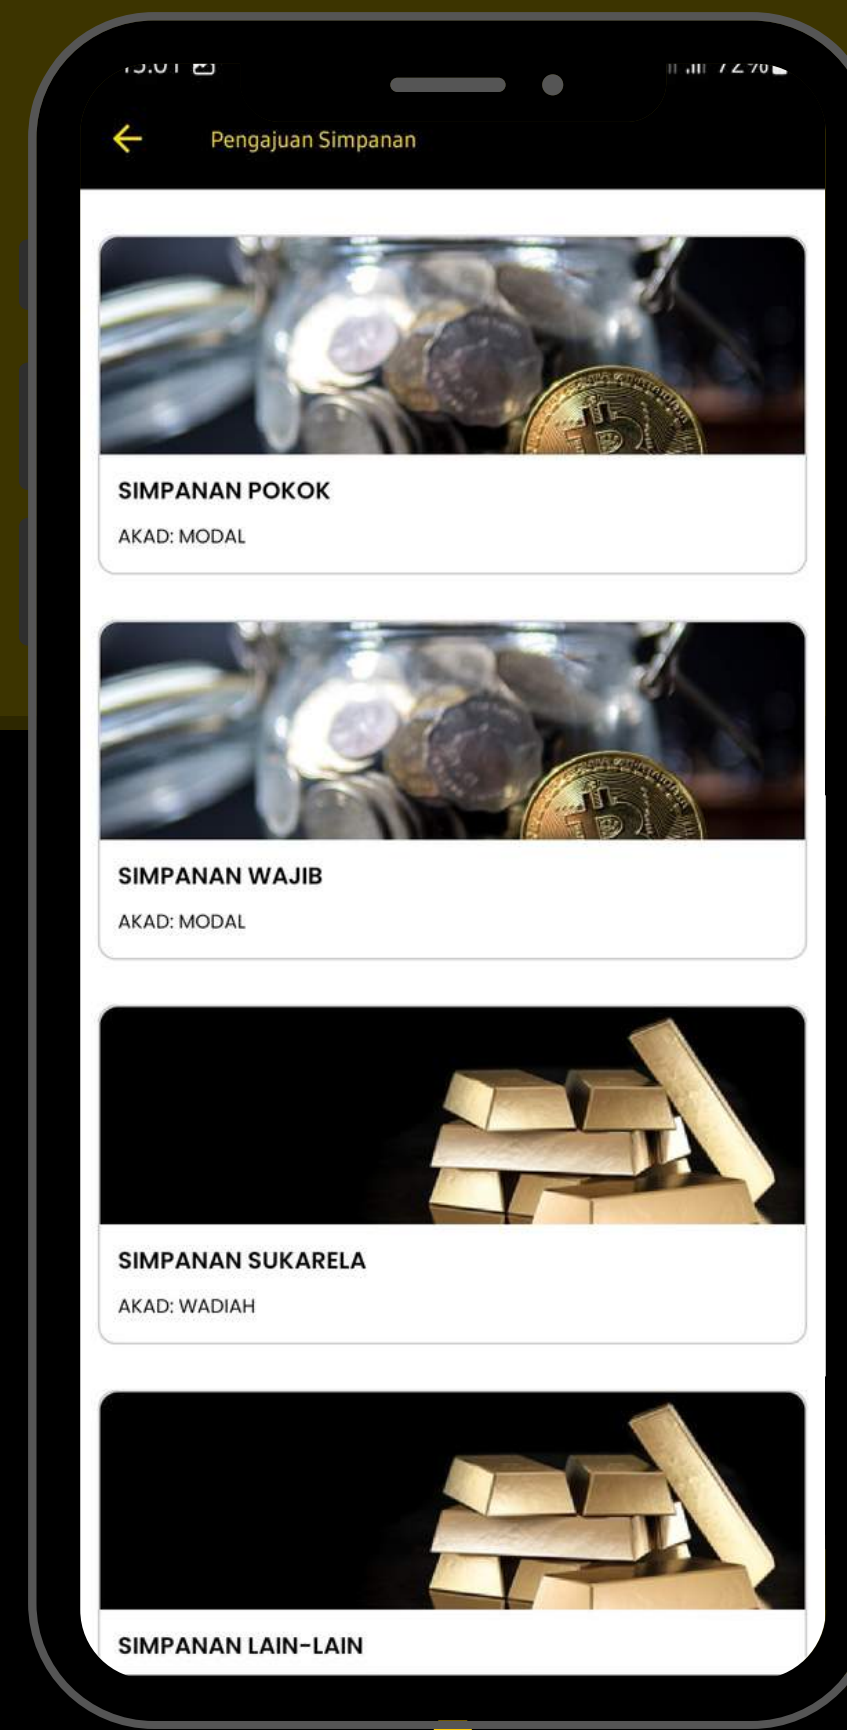 Pengajuan Simpanan
SIMPANAN POKOK
AKAD: MODAL
SIMPANAN WAJIB
AKAD: MODAL
SIMPANAN SUKARELA
AKAD: WADIAH
SIMPANAN LAIN-LAIN